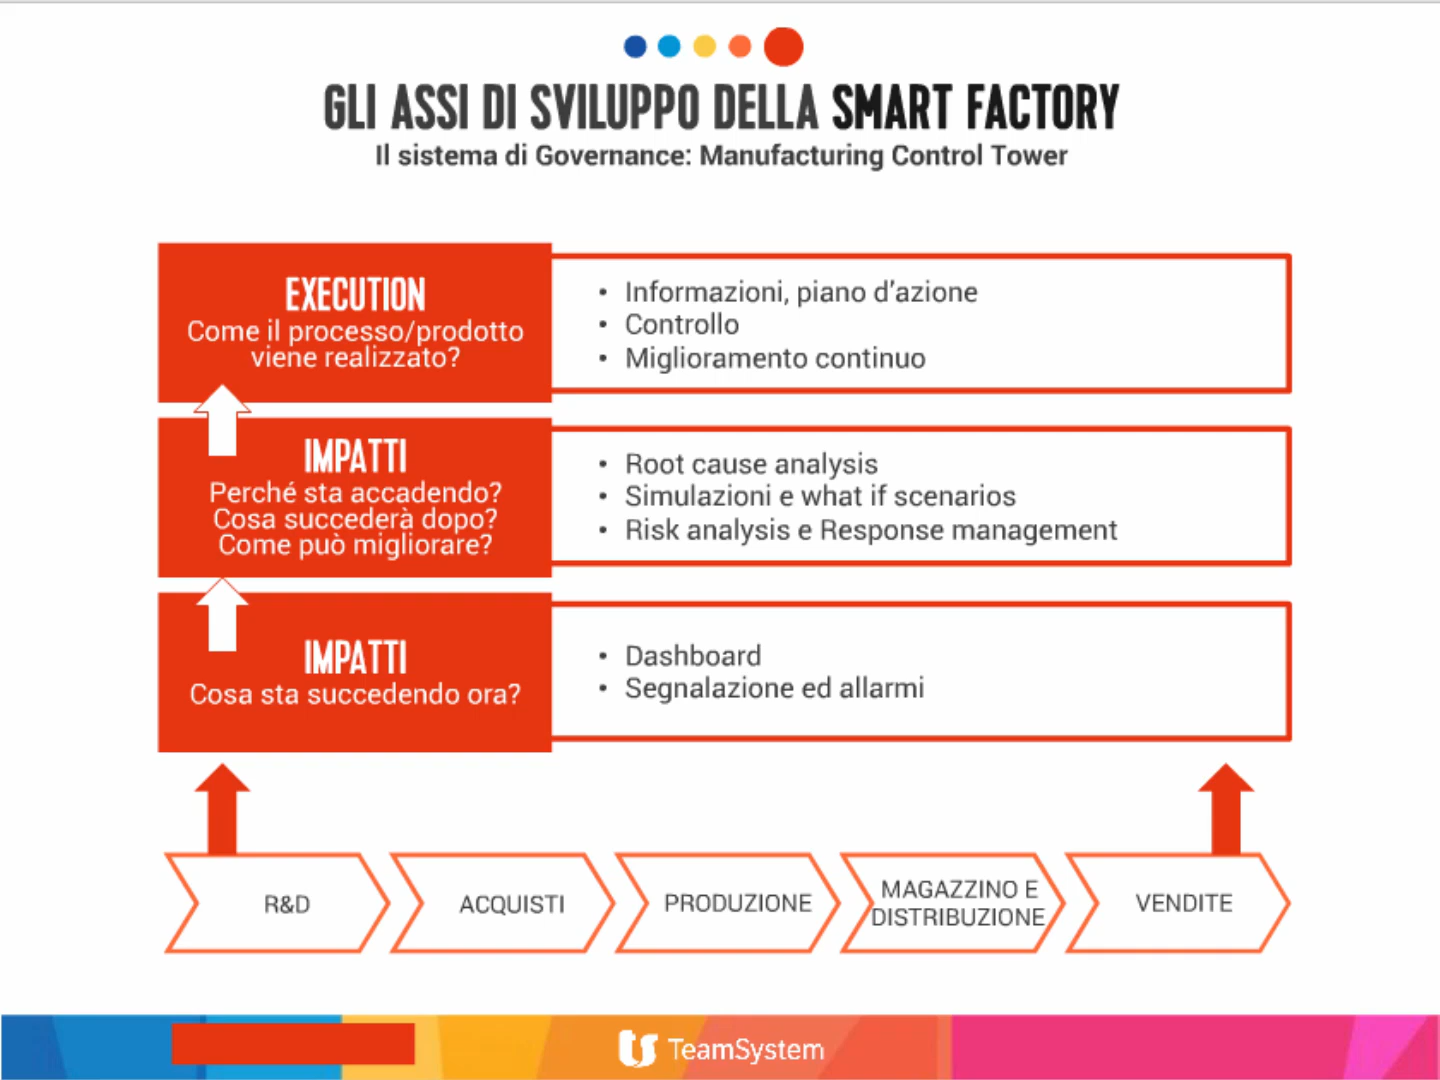 GLI ASSI DI SVILUPPO DELLA SMART FACTORY
Il sistema di Governance: Manufacturing Control Tower
EXECUTION
Come il processo/prodotto
viene realizzato?
• Informazioni, piano d'azione
• Controllo
• Miglioramento continuo
IMPATTI
Perché sta accadendo?
Cosa succederà dopo?
Come può migliorare?
• Root cause analysis
• Simulazioni e what if scenarios
• Risk analysis e Response management
IMPATTI
Cosa sta succedendo ora?
• Dashboard
• Segnalazione ed allarmi
R&D
ACQUISTI
PRODUZIONE
MAGAZZINO E
DISTRIBUZIONE
VENDITE
TeamSystem